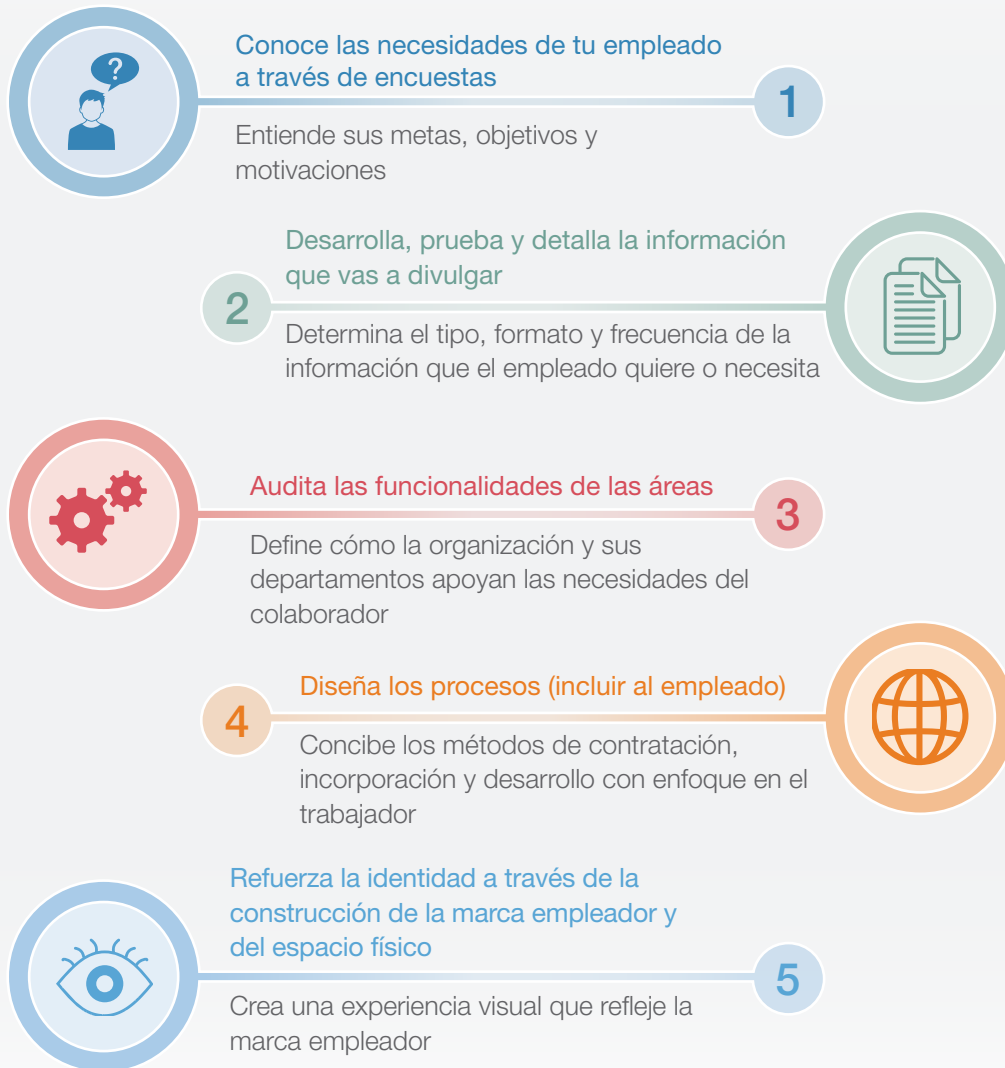 ?
Conoce las necesidades de tu empleado
a través de encuestas
1
Entiende sus metas, objetivos y
motivaciones
Desarrolla, prueba y detalla la información
que vas a divulgar
2
Determina el tipo, formato y frecuencia de la
información que el empleado quiere o necesita
Audita las funcionalidades de las áreas
3
Define cómo la organización y sus
departamentos apoyan las necesidades del
colaborador
Diseña los procesos (incluir al empleado)
4
Concibe los métodos de contratación,
incorporación y desarrollo con enfoque en el
trabajador
Refuerza la identidad a través de la
construcción de la marca empleador y
del espacio físico
5
Crea una experiencia visual que refleje la
marca empleador